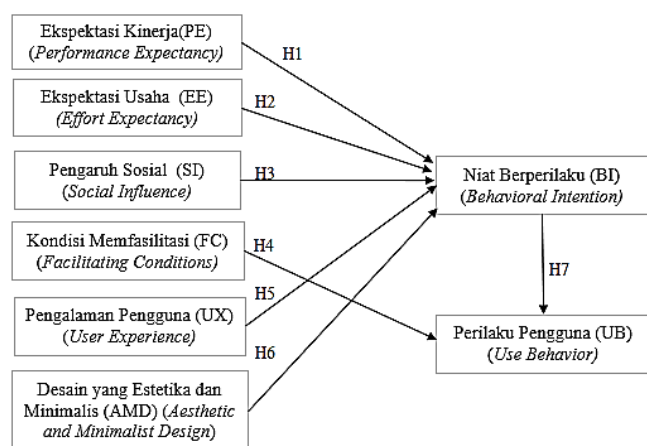 Ekspektasi Kinerja(PE)
(Performance Expectancy)
H1
Ekspektasi Usaha (EE)
(Effort Expectancy)
H2
Pengaruh Sosial (SI)
(Social Influence)
H3
Niat Berperilaku (BI)
(Behavioral Intention)
Kondisi Memfasilitasi (FC)
(Facilitating Conditions)
H4
H7
H5
Pengalaman Pengguna (UX)
(User Experience)
Perilaku Pengguna (UB)
(Use Behavior)
H6
Desain yang Estetika dan
Minimalis (AMD) (Aesthetic
and Minimalist Design)